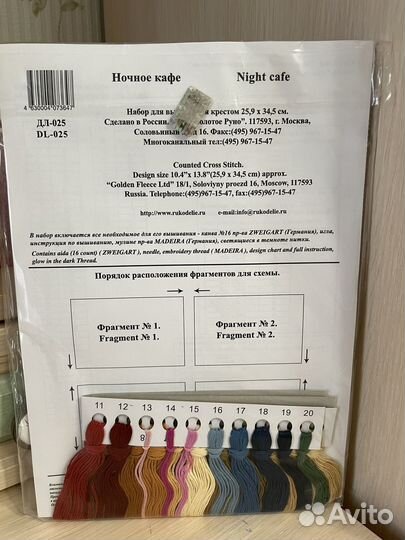 Ночное кафе Night cafe
4 630004 073647
ДЛ-025
DL-025
Набор для крестом 25,9 х 34,5 см.
Сделано в России, Руно". 117593, г. Москва,
Соловьиный 16. Факс:(495) 967-15-47
Многоканальный тел:(495) 967-15-47
Counted Cross Stitch.
Design size 10.4"x 13.8"(25,9 x 34,5 cm) approx.
"Golden Fleece Ltd" 18/1, Soloviyny proezd 16, Moscow, 117593
Russia. Tel:(495)967-15-47, fax:(495)967-15-47
http://www.rukodelie.ru e-mail:info@rukodelie.ru
В набор включается все необходимое для его вышивания - канва №16 пр-ва ZWEIGART (Германия), игла,
инструкция по вышиванию, мулине пр-ва MADEIRA (Германия), светящиеся в темноте нитки.
Contains aida (16 count) ( ZWEIGART ), needle, embroidery thread ( MADEIRA ), design chart and full instruction,
glow in the dark Thread.
Порядок расположения фрагментов для схемы.
Фрагмент № 1.
Fragment № 1.
Фрагмент № 2.
Fragment № 2.
11 12 13 14 15 16 17 18 19 20
8
Avito